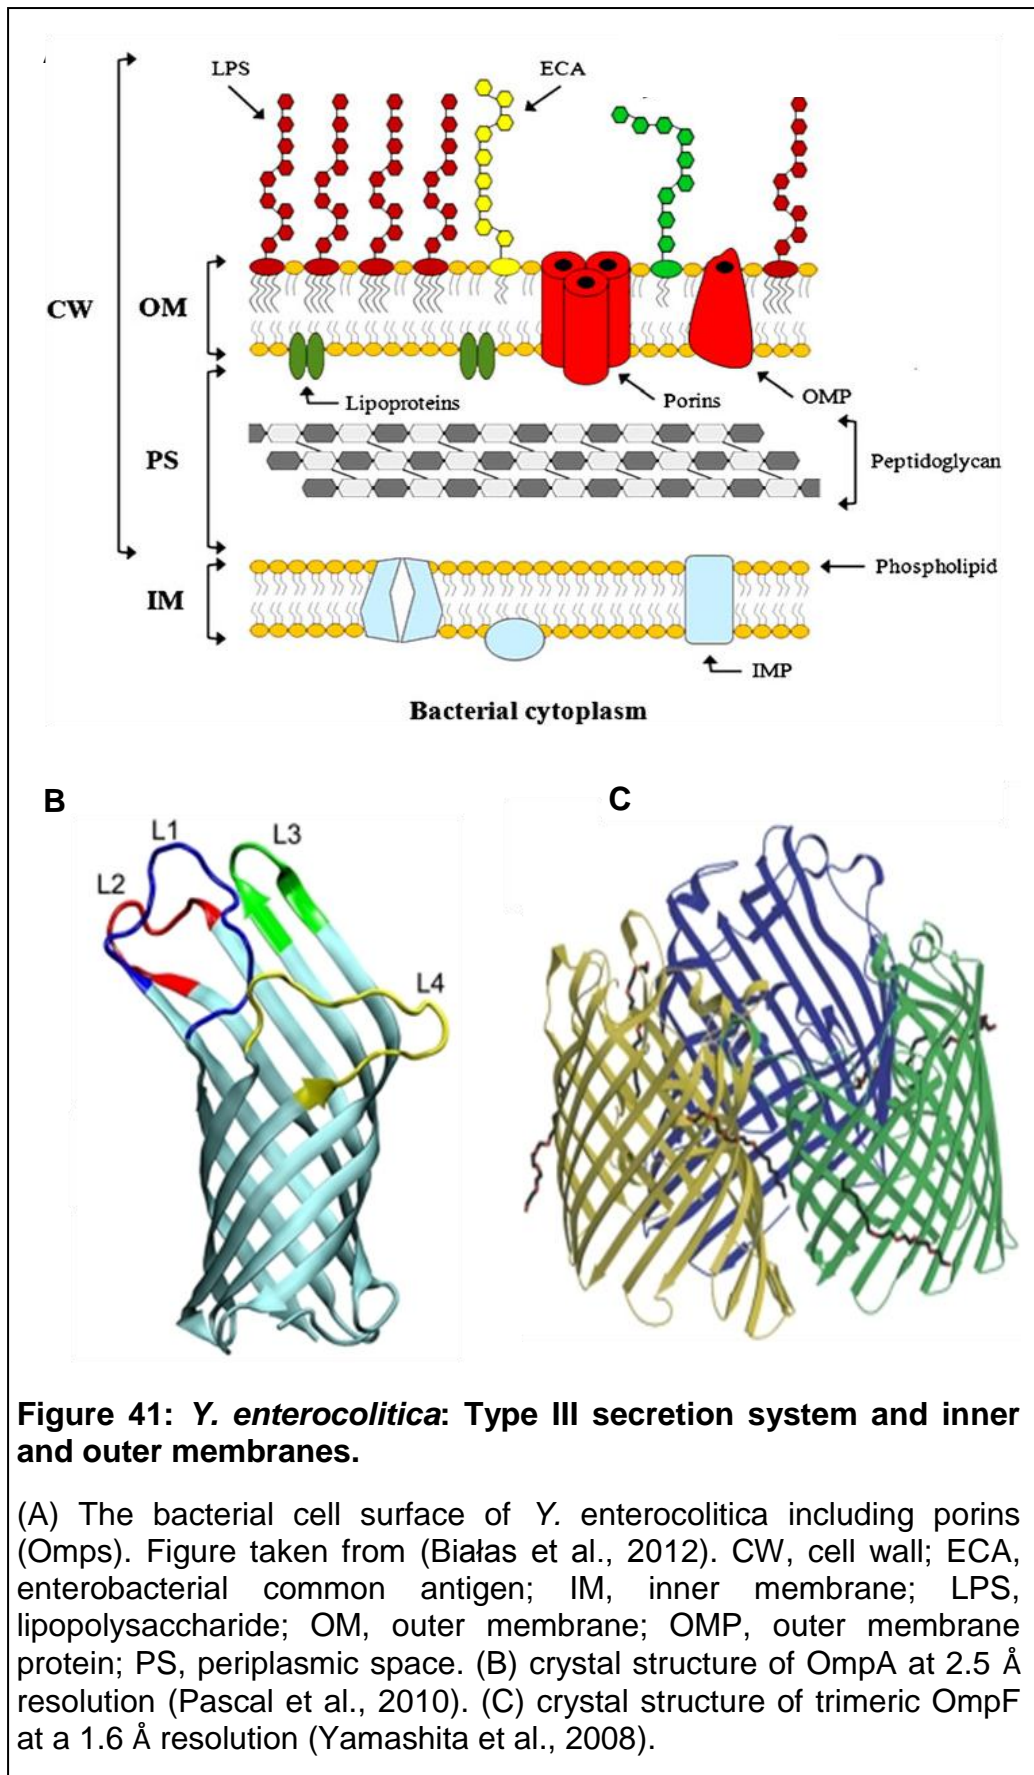 LPS
ECA
CW
OM
Lipoproteins
Porins
OMP
PS
Peptidoglycan
Phospholipid
IM
IMP
Bacterial cytoplasm
B
C
L1
L2
L3
L4
Figure 41: Y. enterocolitica: Type III secretion system and inner
and outer membranes.
(A) The bacterial cell surface of Y. enterocolitica including porins
(Omps). Figure taken from (Białas et al., 2012). CW, cell wall; ECA,
enterobacterial common antigen; IM, inner membrane; LPS,
lipopolysaccharide; OM, outer membrane; OMP, outer membrane
protein; PS, periplasmic space. (B) crystal structure of OmpA at 2.5 Å
resolution (Pascal et al., 2010). (C) crystal structure of trimeric OmpF
at a 1.6 Å resolution (Yamashita et al., 2008).